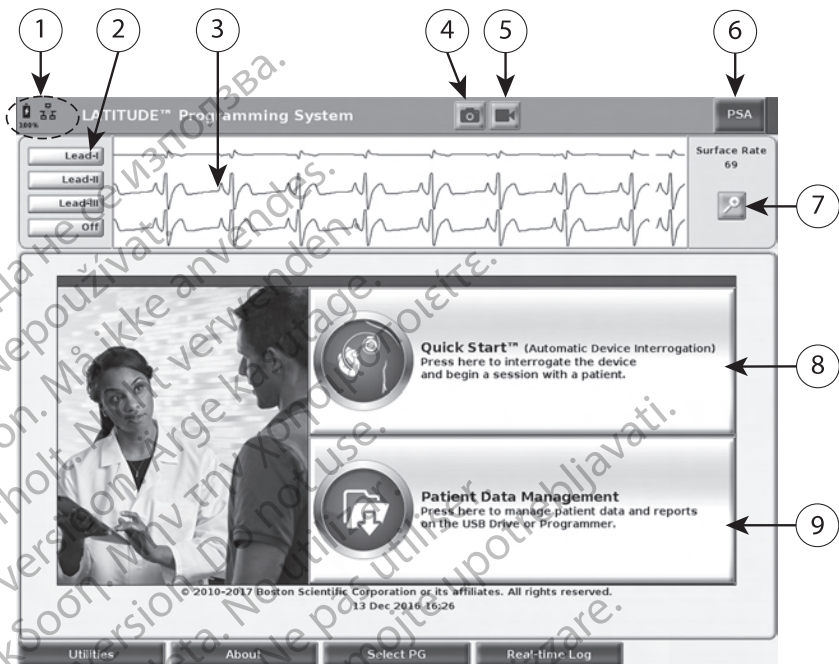 1 2 3 4 5 6
100%
LATITUDE™ Programming System
PSA
Lead-I
Lead-II
Lead-III
Off
Surface Rate
69
7
Quick Start™ (Automatic Device Interrogation)
Press here to interrogate the device
and begin a session with a patient.
8
Patient Data Management
Press here to manage patient data and reports
on the USB Drive or Programmer.
9
© 2010-2017 Boston Scientific Corporation or its affiliates. All rights reserved.
13 Dec 2016 16:26
Utilities
About
Select PG
Real-time Log